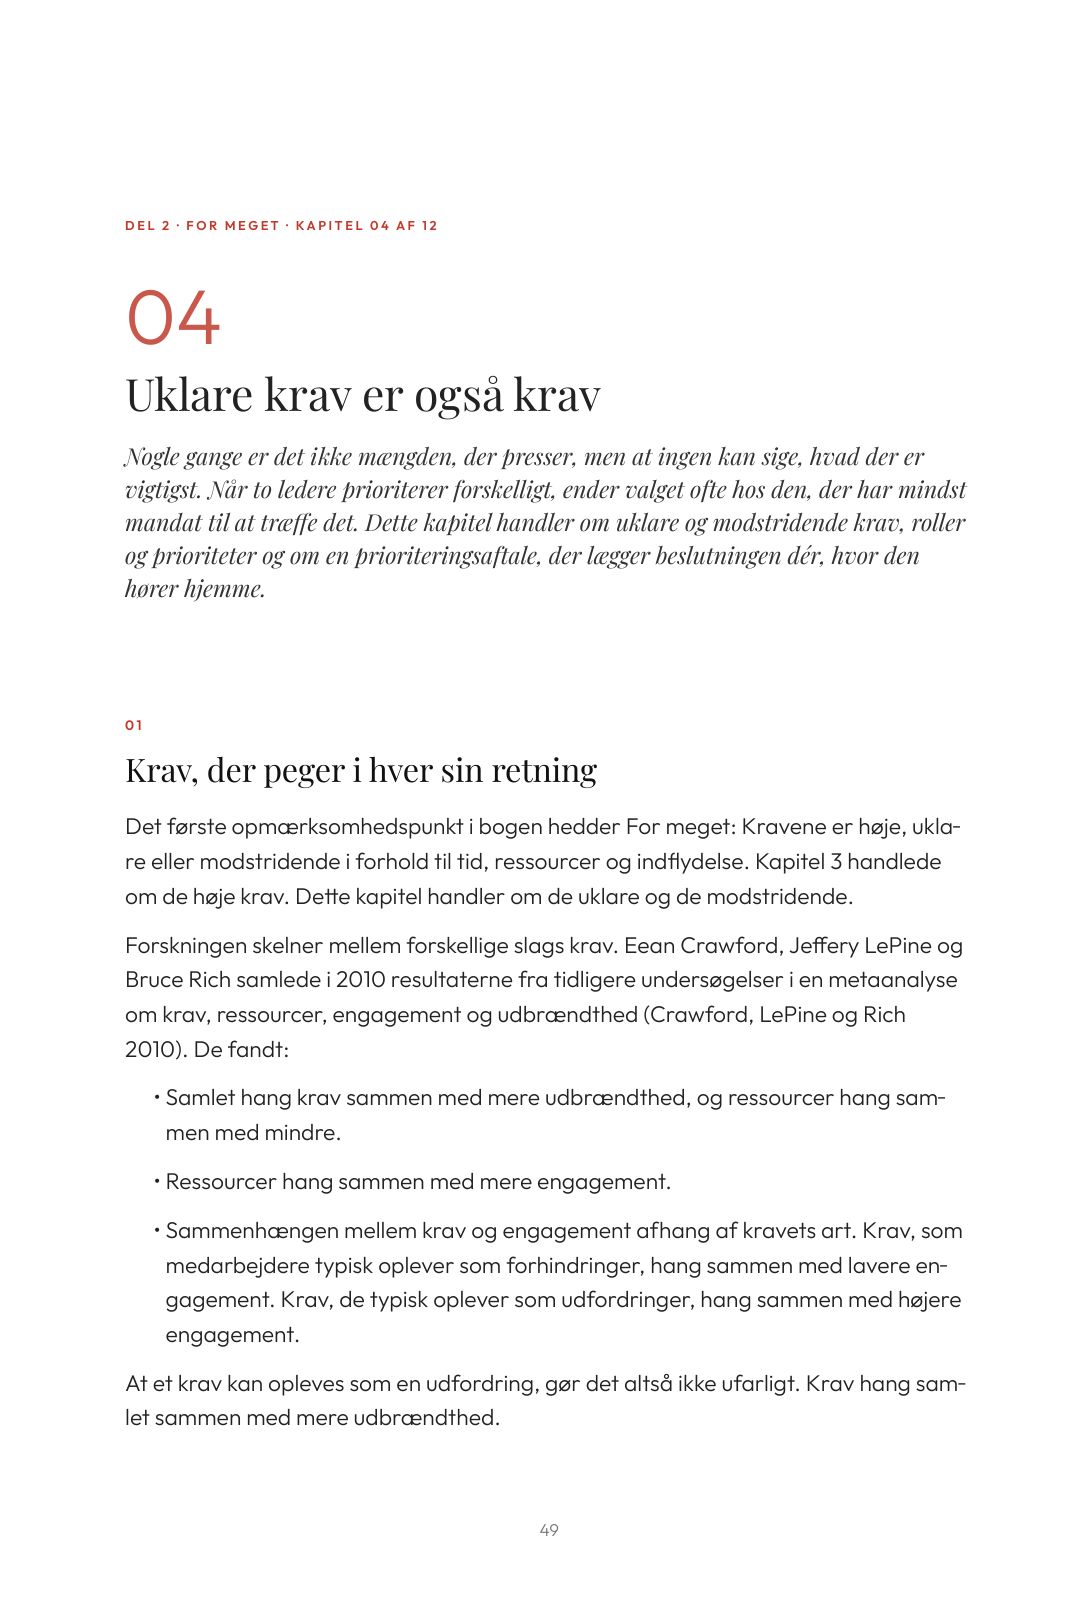 DEL 2 · FOR MEGET · KAPITEL 04 AF 12
04
Uklare krav er også krav
Nogle gange er det ikke mængden, der presser, men at ingen kan sige, hvad der er
vigtigst. Når to ledere prioriterer forskelligt, ender valget ofte hos den, der har mindst
mandat til at træffe det. Dette kapitel handler om uklare og modstridende krav, roller
og prioriteter og om en prioriteringsaftale, der lægger beslutningen dér, hvor den
hører hjemme.
01
Krav, der peger i hver sin retning
Det første opmærksomhedspunkt i bogen hedder For meget: Kravene er høje, ukla-
re eller modstridende i forhold til tid, ressourcer og indflydelse. Kapitel 3 handlede
om de høje krav. Dette kapitel handler om de uklare og de modstridende.
Forskningen skelner mellem forskellige slags krav. Eean Crawford, Jeffery LePine og
Bruce Rich samlede i 2010 resultaterne fra tidligere undersøgelser i en metaanalyse
om krav, ressourcer, engagement og udbrændthed (Crawford, LePine og Rich
2010). De fandt:
• Samlet hang krav sammen med mere udbrændthed, og ressourcer hang sam-
men med mindre.
• Ressourcer hang sammen med mere engagement.
• Sammenhængen mellem krav og engagement afhang af kravets art. Krav, som
medarbejdere typisk oplever som forhindringer, hang sammen med lavere en-
gagement. Krav, de typisk oplever som udfordringer, hang sammen med højere
engagement.
At et krav kan opleves som en udfordring, gør det altså ikke ufarligt. Krav hang sam-
let sammen med mere udbrændthed.
49